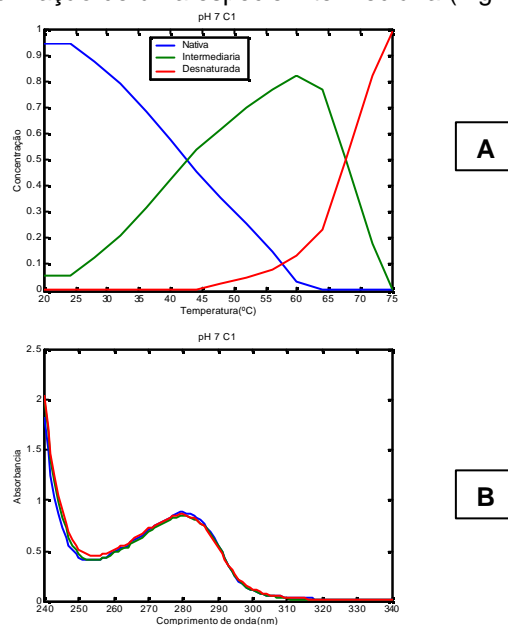 pH 7 C1
Nativa
Intermediaria
Desnaturada
Concentração
1
0.9
0.8
0.7
0.6
0.5
0.4
0.3
0.2
0.1
0
20 25 30 35 40 45 50 55 60 65 70 75
Temperatura(ºC)
A
pH 7 C1
Absorbancia
2.5
2
1.5
1
0.5
0
240 250 260 270 280 290 300 310 320 330 340
Comprimento de onda(nm)
B